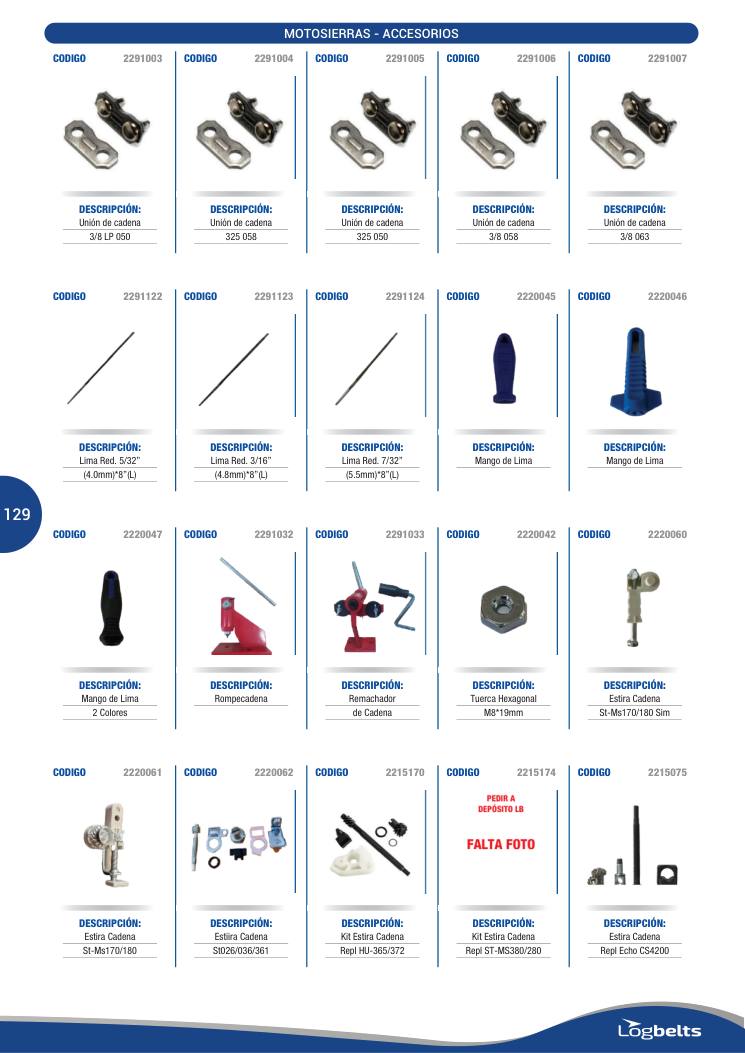 MOTOSIERRAS - ACCESORIOS
CODIGO 2291003
DESCRIPCIÓN:
Unión de cadena
3/8 LP 050
CODIGO 2291004
DESCRIPCIÓN:
Unión de cadena
325 058
CODIGO 2291005
DESCRIPCIÓN:
Unión de cadena
325 050
CODIGO 2291006
DESCRIPCIÓN:
Unión de cadena
3/8 058
CODIGO 2291007
DESCRIPCIÓN:
Unión de cadena
3/8 063
CODIGO 2291122
DESCRIPCIÓN:
Lima Red. 5/32”
(4.0mm)*8”(L)
CODIGO 2291123
DESCRIPCIÓN:
Lima Red. 3/16”
(4.8mm)*8”(L)
CODIGO 2291124
DESCRIPCIÓN:
Lima Red. 7/32”
(5.5mm)*8”(L)
CODIGO 2220045
DESCRIPCIÓN:
Mango de Lima
CODIGO 2220046
DESCRIPCIÓN:
Mango de Lima
129
CODIGO 2220047
DESCRIPCIÓN:
Mango de Lima
2 Colores
CODIGO 2291032
DESCRIPCIÓN:
Rompecadena
CODIGO 2291033
DESCRIPCIÓN:
Remachador
de Cadena
CODIGO 2220042
DESCRIPCIÓN:
Tuerca Hexagonal
M8*19mm
CODIGO 2220060
DESCRIPCIÓN:
Estira Cadena
St-Ms170/180 Sim
CODIGO 2220061
DESCRIPCIÓN:
Estira Cadena
St-Ms170/180
CODIGO 2220062
DESCRIPCIÓN:
Estiira Cadena
St026/036/361
CODIGO 2215170
DESCRIPCIÓN:
Kit Estira Cadena
Repl HU-365/372
CODIGO 2215174
PEDIR A
DEPÓSITO LB
FALTA FOTO
DESCRIPCIÓN:
Kit Estira Cadena
Repl ST-MS380/280
CODIGO 2215075
DESCRIPCIÓN:
Estira Cadena
Repl Echo CS4200
Logbelts